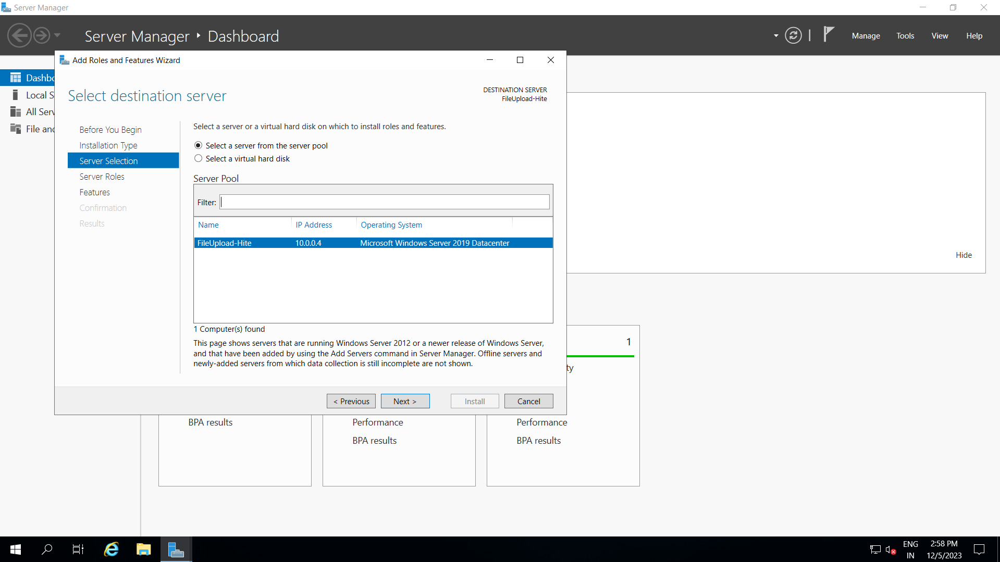 Server Manager
Server Manager ‣ Dashboard
Manage Tools View Help
Add Roles and Features Wizard
Dashbo
Local S
All Serv
File and
Select destination server
DESTINATION SERVER
FileUpload-Hite
Before You Begin
Installation Type
Server Selection
Server Roles
Features
Confirmation
Results
Select a server or a virtual hard disk on which to install roles and features.
Select a server from the server pool
Select a virtual hard disk
Server Pool
Filter:
Name IP Address Operating System
FileUpload-Hite 10.0.0.4 Microsoft Windows Server 2019 Datacenter
1 Computer(s) found
This page shows servers that are running Windows Server 2012 or a newer release of Windows Server,
and that have been added by using the Add Servers command in Server Manager. Offline servers and
newly-added servers from which data collection is still incomplete are not shown.
< Previous Next > Install Cancel
Hide
1
ty
BPA results Performance Performance
BPA results BPA results
ENG 2:58 PM
IN 12/5/2023